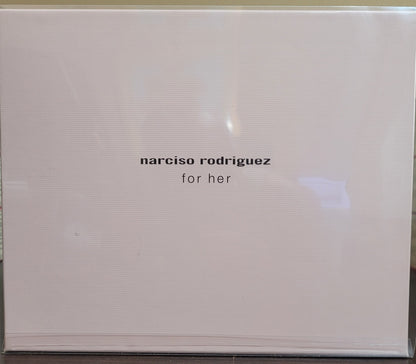 narciso rodriguez
for her